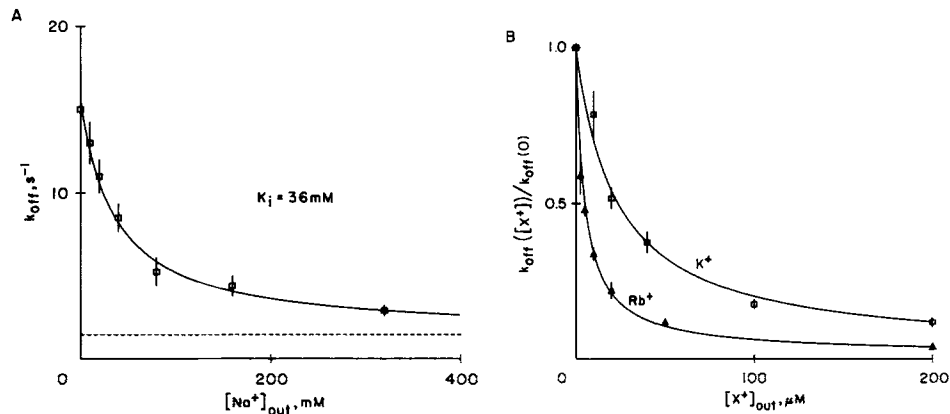 A
20
10
0
k_off, s⁻¹
K_i = 36mM
0
200
400
[Na⁺]_out, mM
B
1.0
0.5
k_off([X⁺])/k_off(0)
K⁺
Rb⁺
0
100
200
[X⁺]_out, μM